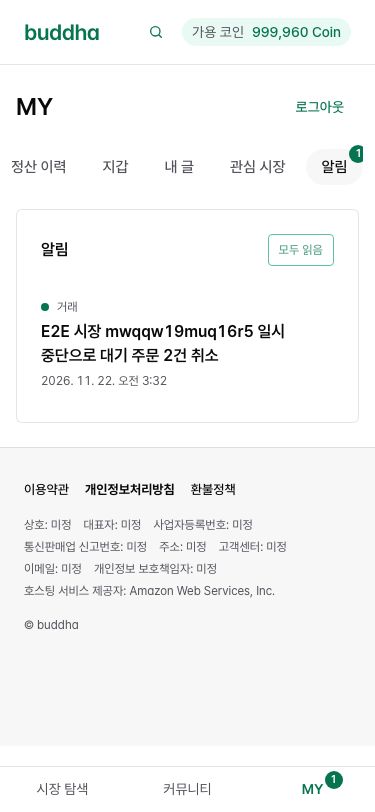 buddha
가용 코인 999,960 Coin
MY
로그아웃
정산 이력 지갑 내 글 관심 시장 알림 1
알림
모두 읽음
거래
E2E 시장 mwqqw19muq16r5 일시
중단으로 대기 주문 2건 취소
2026. 11. 22. 오전 3:32
이용약관 개인정보처리방침 환불정책
상호: 미정 대표자: 미정 사업자등록번호: 미정
통신판매업 신고번호: 미정 주소: 미정 고객센터: 미정
이메일: 미정 개인정보 보호책임자: 미정
호스팅 서비스 제공자: Amazon Web Services, Inc.
© buddha
시장 탐색 커뮤니티 MY 1